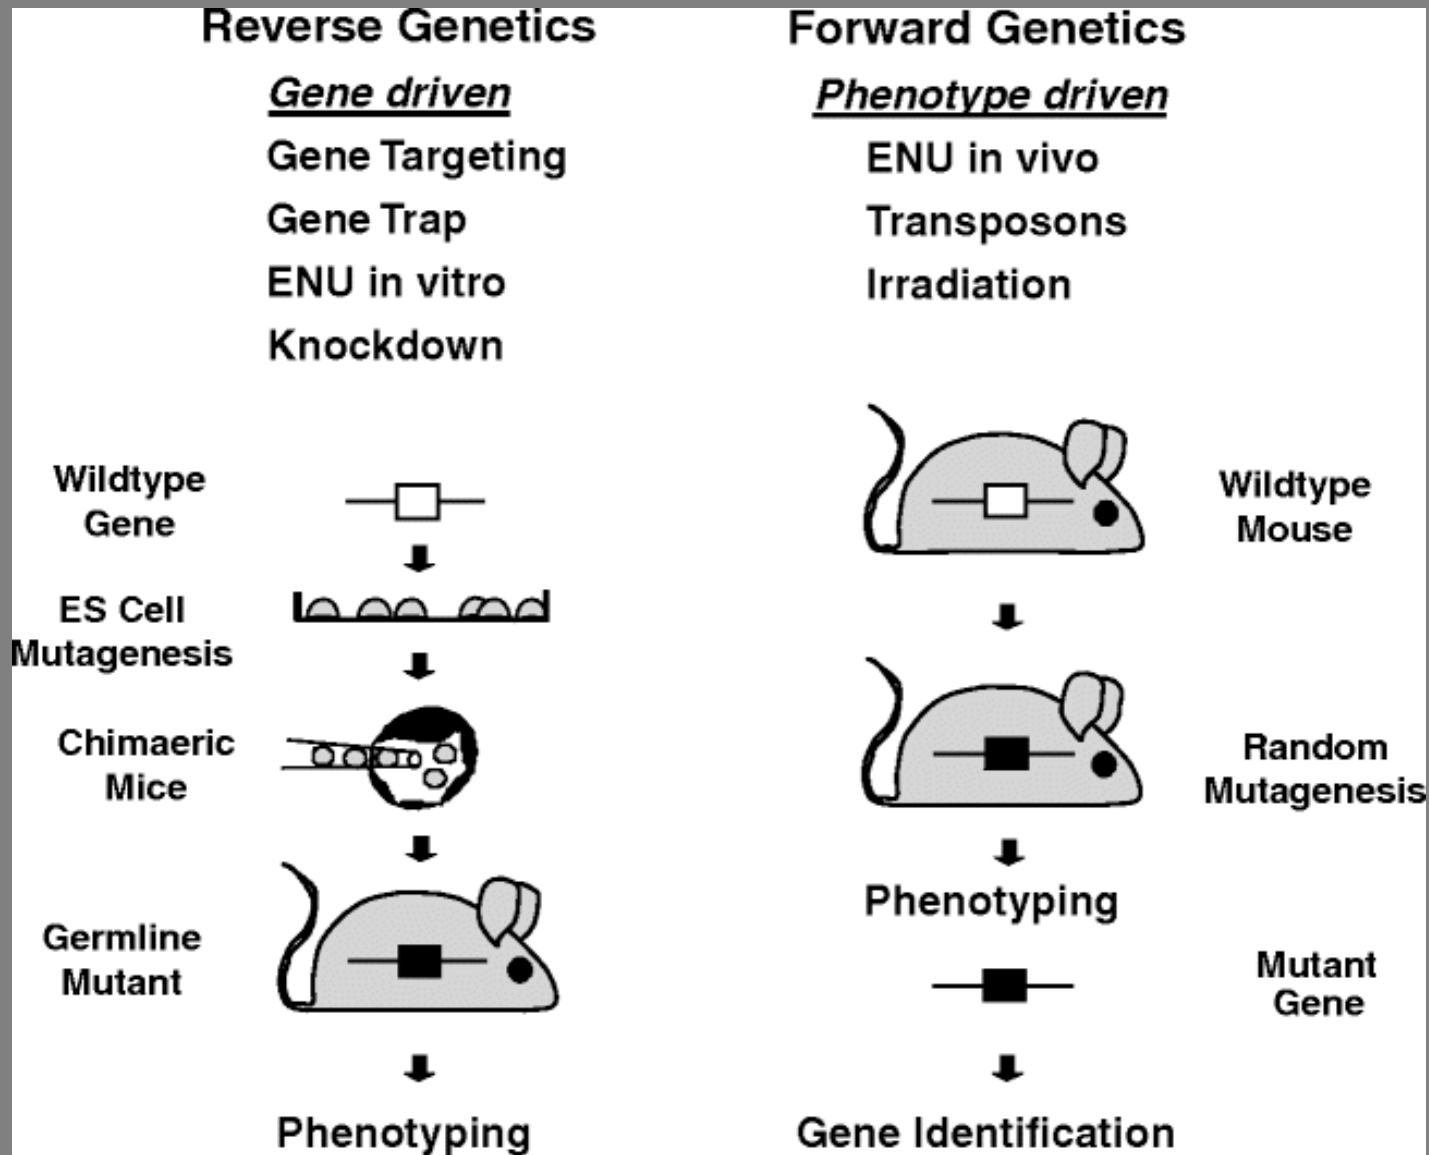 Reverse Genetics
Gene driven
Gene Targeting
Gene Trap
ENU in vitro
Knockdown
Wildtype
Gene
ES Cell
Mutagenesis
Chimaeric
Mice
Germline
Mutant
Phenotyping
Forward Genetics
Phenotype driven
ENU in vivo
Transposons
Irradiation
Wildtype
Mouse
Random
Mutagenesis
Phenotyping
Mutant
Gene
Gene Identification